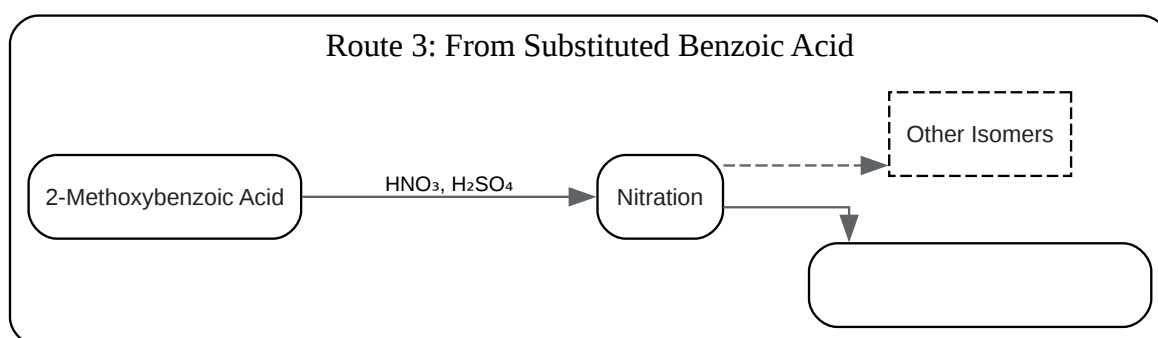 Route 3: From Substituted Benzoic Acid
Other Isomers
2-Methoxybenzoic Acid
HNO₃, H₂SO₄
Nitration